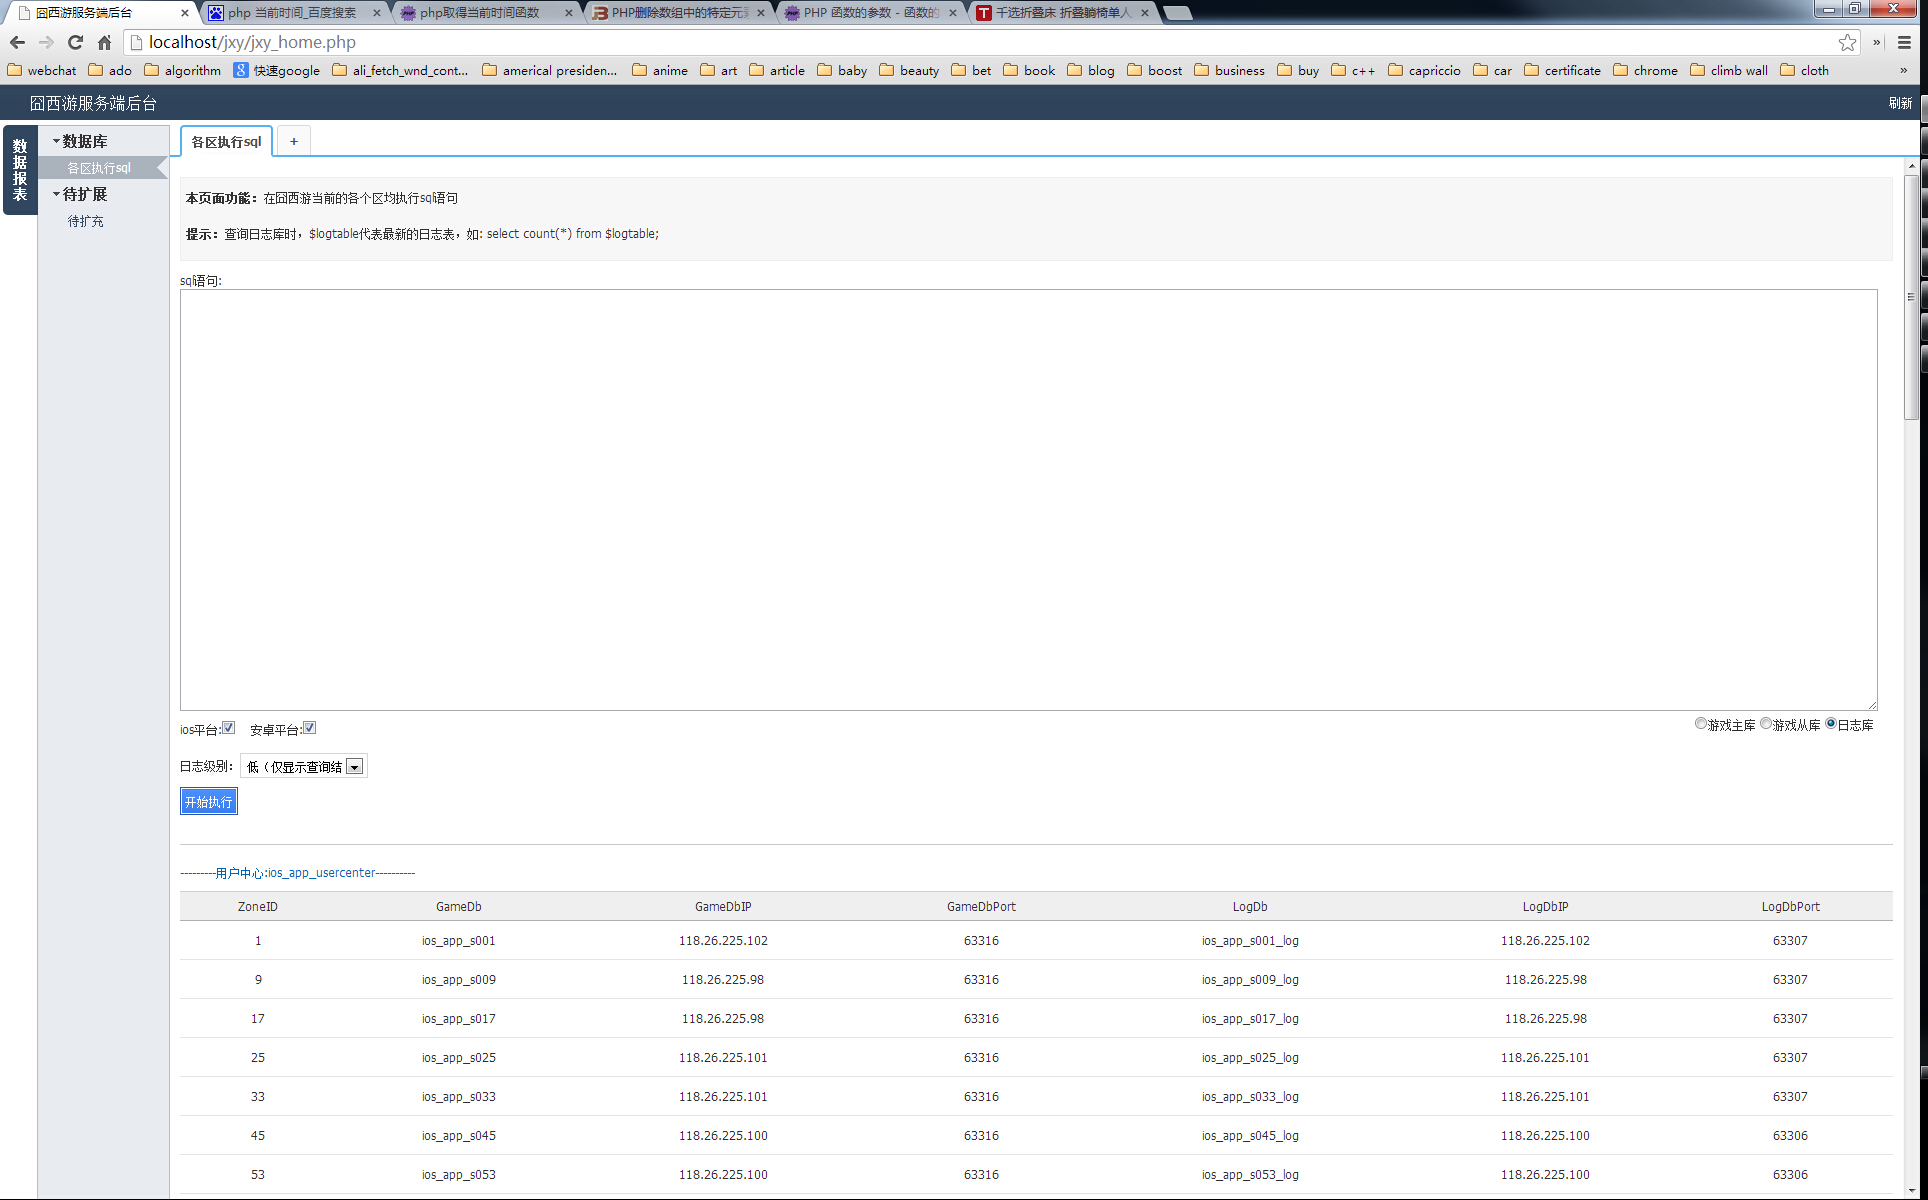 囧西游服务端后台
php 当前时间_百度搜索
php取得当前时间函数
PHP删除数组中的特定元
PHP 函数的参数 - 函数的
千选折叠床 折叠躺椅单人
localhost/jxy/jxy_home.php
webchat ado algorithm 快速google ali_fetch_wnd_cont... americal presiden... anime art article baby beauty bet book blog boost business buy c++ capriccio car certificate chrome climb wall cloth »
囧西游服务端后台 刷新
数据报表
数据库
各区执行sql
待扩展
待扩充
各区执行sql +
本页面功能：在囧西游当前的各个区均执行sql语句
提示：查询日志库时，$logtable代表最新的日志表，如: select count(*) from $logtable;
sql语句:
ios平台: 安卓平台: 游戏主库 游戏从库 日志库
日志级别： 低（仅显示查询结
开始执行
---------用户中心:ios_app_usercenter----------
ZoneID GameDb GameDbIP GameDbPort LogDb LogDbIP LogDbPort
1 ios_app_s001 118.26.225.102 63316 ios_app_s001_log 118.26.225.102 63307
9 ios_app_s009 118.26.225.98 63316 ios_app_s009_log 118.26.225.98 63307
17 ios_app_s017 118.26.225.98 63316 ios_app_s017_log 118.26.225.98 63307
25 ios_app_s025 118.26.225.101 63316 ios_app_s025_log 118.26.225.101 63307
33 ios_app_s033 118.26.225.101 63316 ios_app_s033_log 118.26.225.101 63307
45 ios_app_s045 118.26.225.100 63316 ios_app_s045_log 118.26.225.100 63306
53 ios_app_s053 118.26.225.100 63316 ios_app_s053_log 118.26.225.100 63306